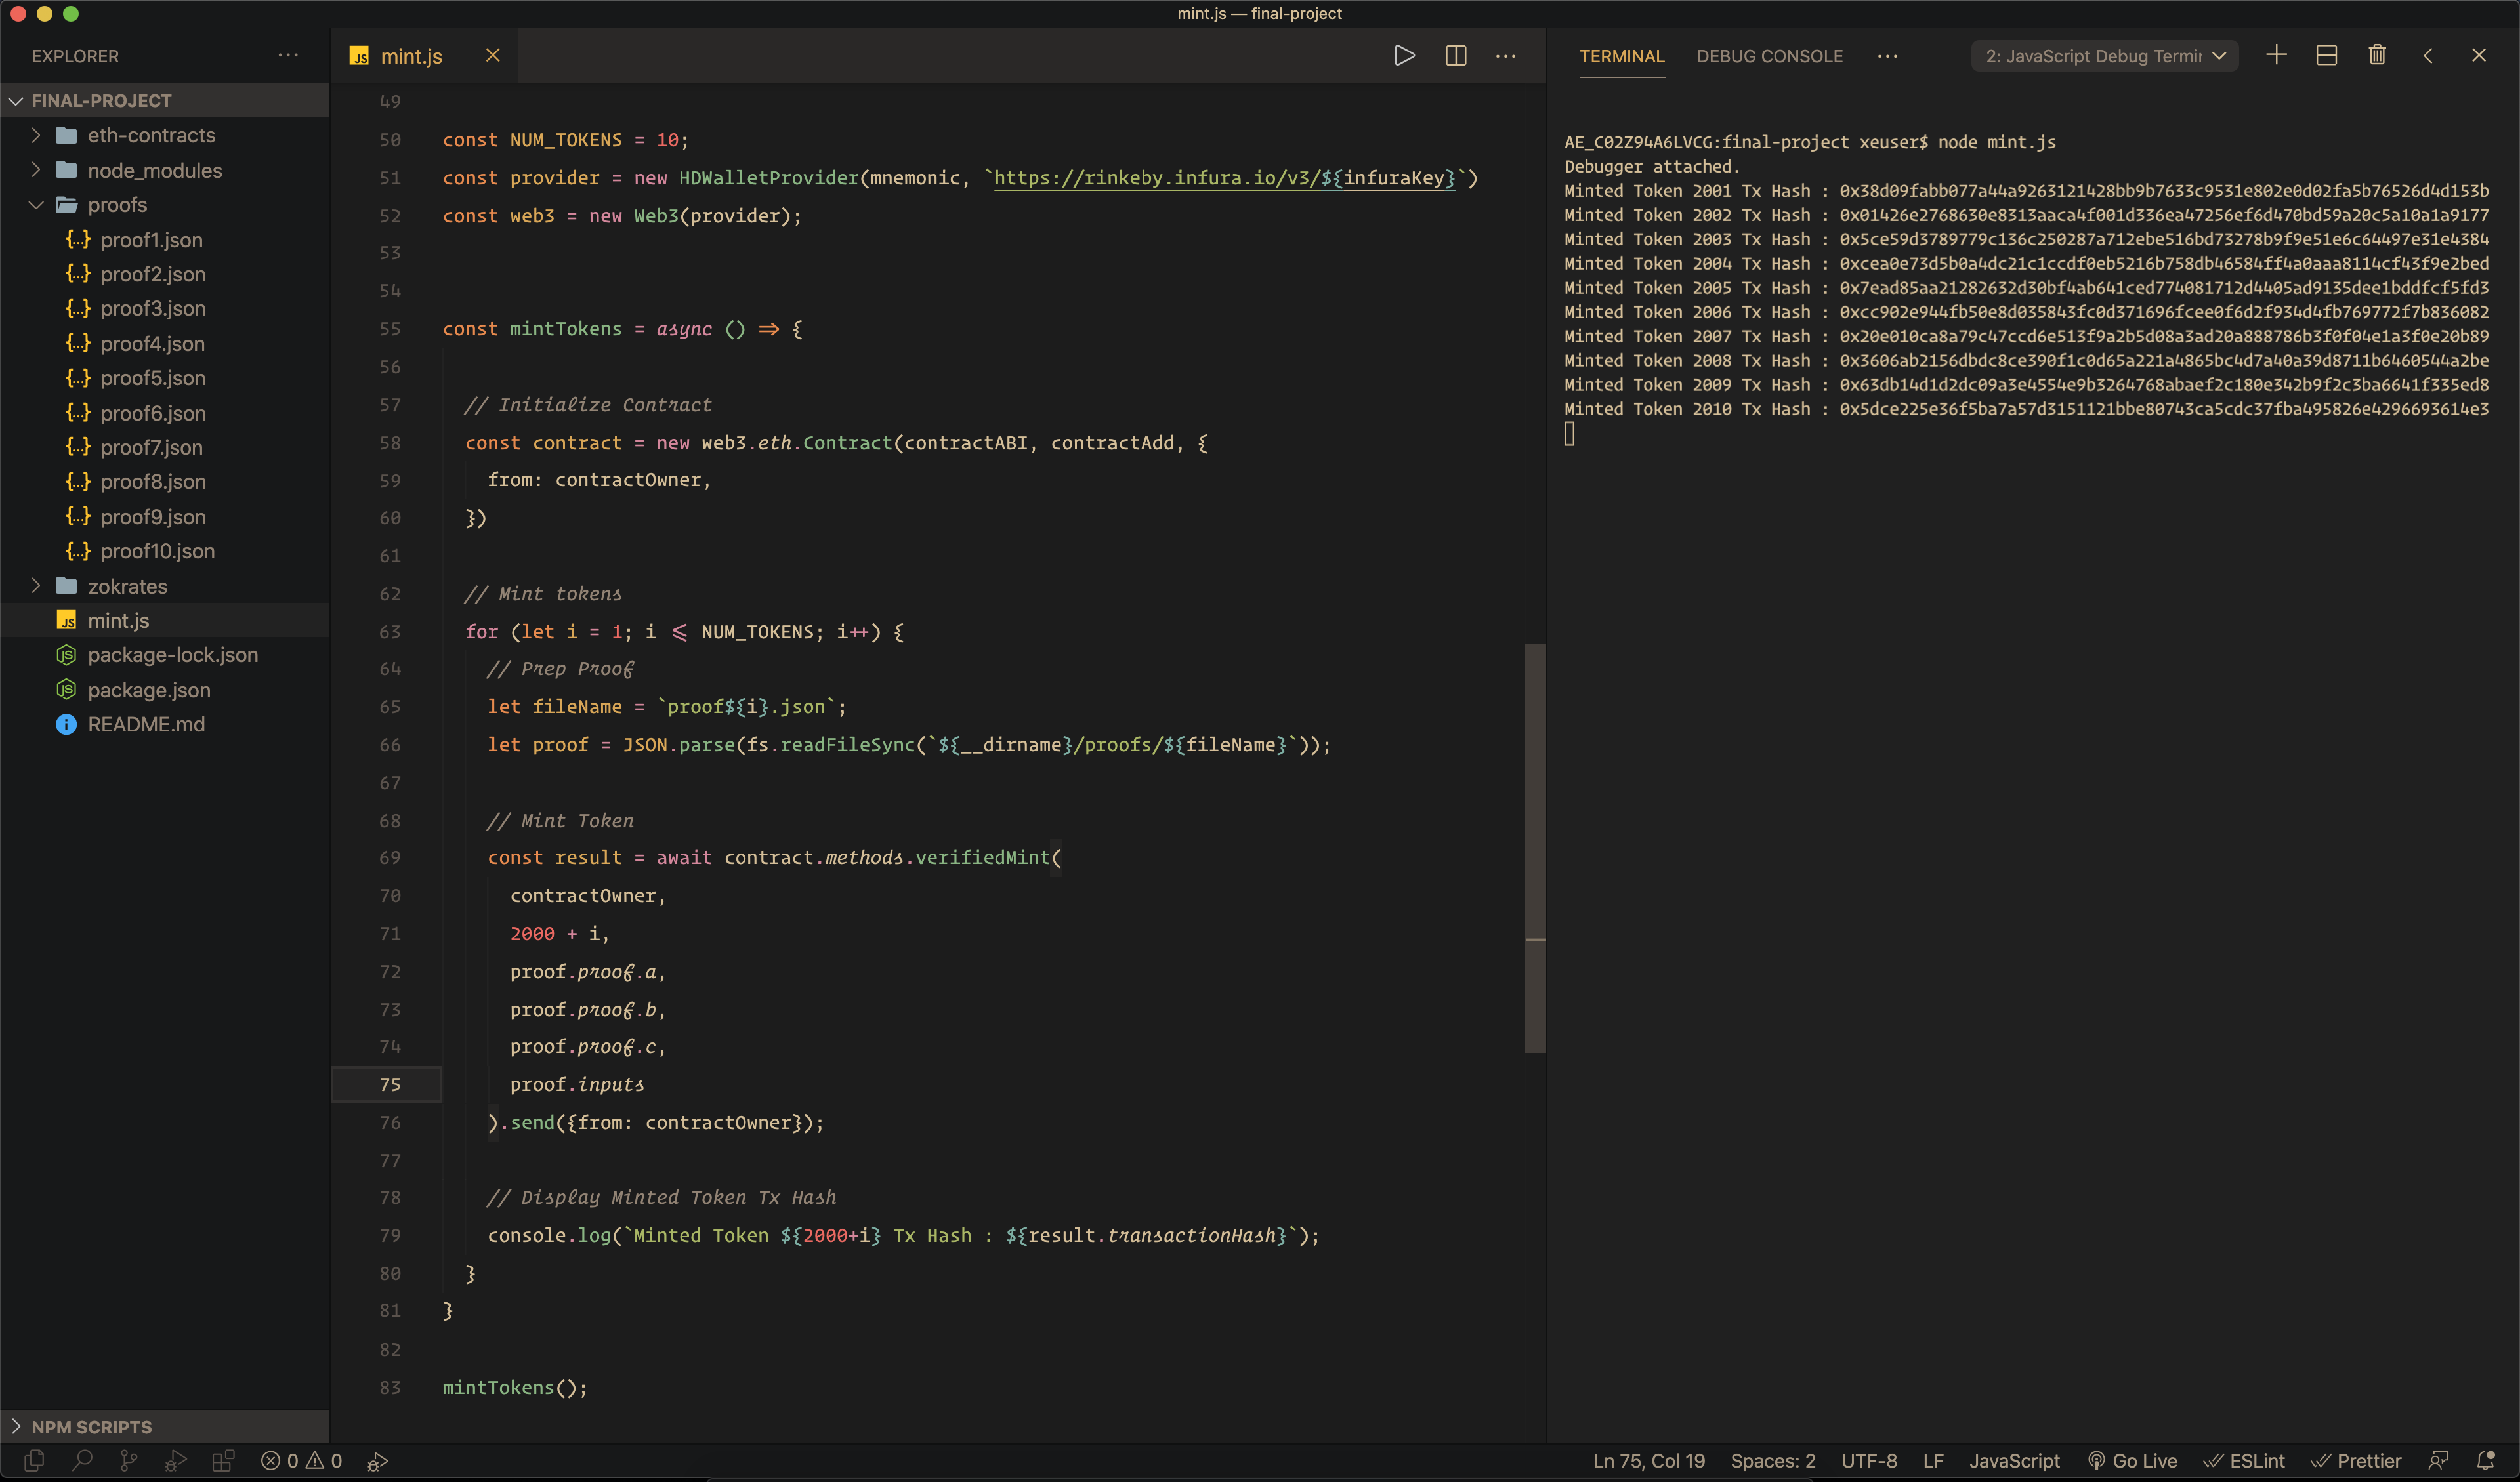 mint.js — final-project
EXPLORER
FINAL-PROJECT
eth-contracts
node_modules
proofs
proof1.json
proof2.json
proof3.json
proof4.json
proof5.json
proof6.json
proof7.json
proof8.json
proof9.json
proof10.json
zokrates
mint.js
package-lock.json
package.json
README.md
NPM SCRIPTS
mint.js
49
50 const NUM_TOKENS = 10;
51 const provider = new HDWalletProvider(mnemonic, `https://rinkeby.infura.io/v3/${infuraKey}`)
52 const web3 = new Web3(provider);
53
54
55 const mintTokens = async () => {
56
57 // Initialize Contract
58 const contract = new web3.eth.Contract(contractABI, contractAdd, {
59 from: contractOwner,
60 })
61
62 // Mint tokens
63 for (let i = 1; i <= NUM_TOKENS; i++) {
64 // Prep Proof
65 let fileName = `proof${i}.json`;
66 let proof = JSON.parse(fs.readFileSync(`${__dirname}/proofs/${fileName}`));
67
68 // Mint Token
69 const result = await contract.methods.verifiedMint(
70 contractOwner,
71 2000 + i,
72 proof.proof.a,
73 proof.proof.b,
74 proof.proof.c,
75 proof.inputs
76 ).send({from: contractOwner});
77
78 // Display Minted Token Tx Hash
79 console.log(`Minted Token ${2000+i} Tx Hash : ${result.transactionHash}`);
80 }
81 }
82
83 mintTokens();
TERMINAL DEBUG CONSOLE 2: JavaScript Debug Termir
AE_C02Z94A6LVCG:final-project xeuser$ node mint.js
Debugger attached.
Minted Token 2001 Tx Hash : 0x38d09fabb077a44a9263121428bb9b7633c9531e802e0d02fa5b76526d4d153b
Minted Token 2002 Tx Hash : 0x01426e2768630e8313aaca4f001d336ea47256ef6d470bd59a20c5a10a1a9177
Minted Token 2003 Tx Hash : 0x5ce59d3789779c136c250287a712ebe516bd73278b9f9e51e6c64497e31e4384
Minted Token 2004 Tx Hash : 0xcea0e73d5b0a4dc21c1ccdf0eb5216b758db46584ff4a0aaa8114cf43f9e2bed
Minted Token 2005 Tx Hash : 0x7ead85aa21282632d30bf4ab641ced774081712d4405ad9135dee1bddfcf5fd3
Minted Token 2006 Tx Hash : 0xcc902e944fb50e8d035843fc0d371696fcee0f6d2f934d4fb769772f7b836082
Minted Token 2007 Tx Hash : 0x20e010ca8a79c47ccd6e513f9a2b5d08a3ad20a888786b3f0f04e1a3f0e20b89
Minted Token 2008 Tx Hash : 0x3606ab2156dbdc8ce390f1c0d65a221a4865bc4d7a40a39d8711b6460544a2be
Minted Token 2009 Tx Hash : 0x63db14d1d2dc09a3e4554e9b3264768abaef2c180e342b9f2c3ba6641f335ed8
Minted Token 2010 Tx Hash : 0x5dce225e36f5ba7a57d3151121bbe80743ca5cdc37fba495826e4296693614e3
0 0 Ln 75, Col 19 Spaces: 2 UTF-8 LF JavaScript Go Live ESLint Prettier